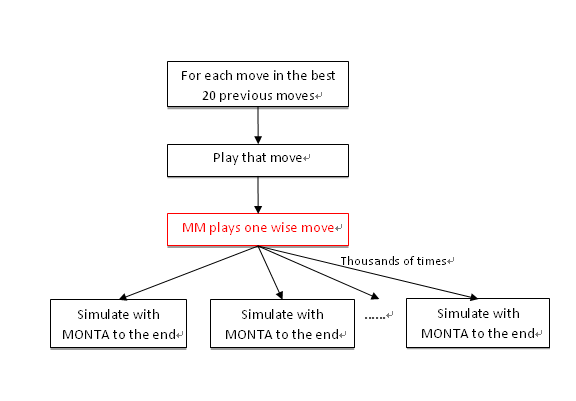 For each move in the best
20 previous moves↵
Play that move↵
MM plays one wise move↵
Thousands of times↵
Simulate with
MONTA to the end↵
Simulate with
MONTA to the end↵
......↵
Simulate with
MONTA to the end↵